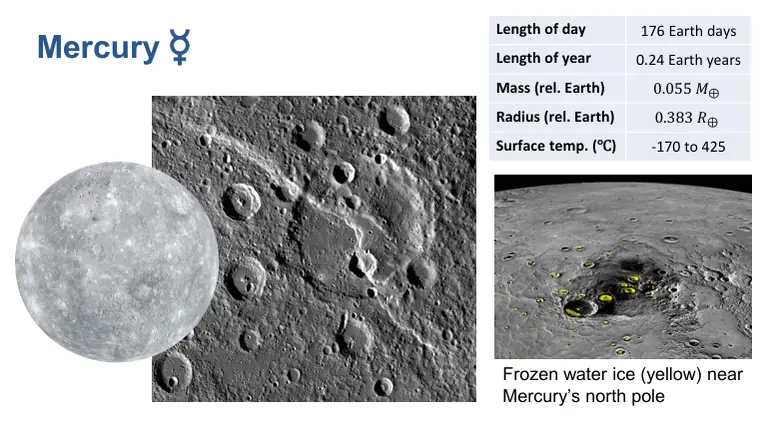 Mercury ☿
Length of day 176 Earth days
Length of year 0.24 Earth years
Mass (rel. Earth) 0.055 M⊕
Radius (rel. Earth) 0.383 R⊕
Surface temp. (℃) -170 to 425
Frozen water ice (yellow) near
Mercury’s north pole